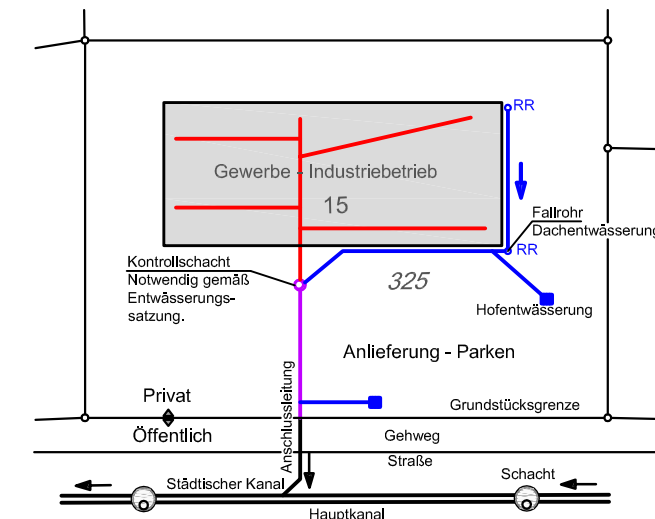 RR
Gewerbe - Industriebetrieb
15
Fallrohr
Dachentwässerung
RR
Kontrollschacht
Notwendig gemäß
Entwässerungs-
satzung.
325
Hofentwässerung
Anlieferung - Parken
Anschlussleitung
Privat
Grundstücksgrenze
Öffentlich
Gehweg
Straße
Städtischer Kanal
Schacht
Hauptkanal